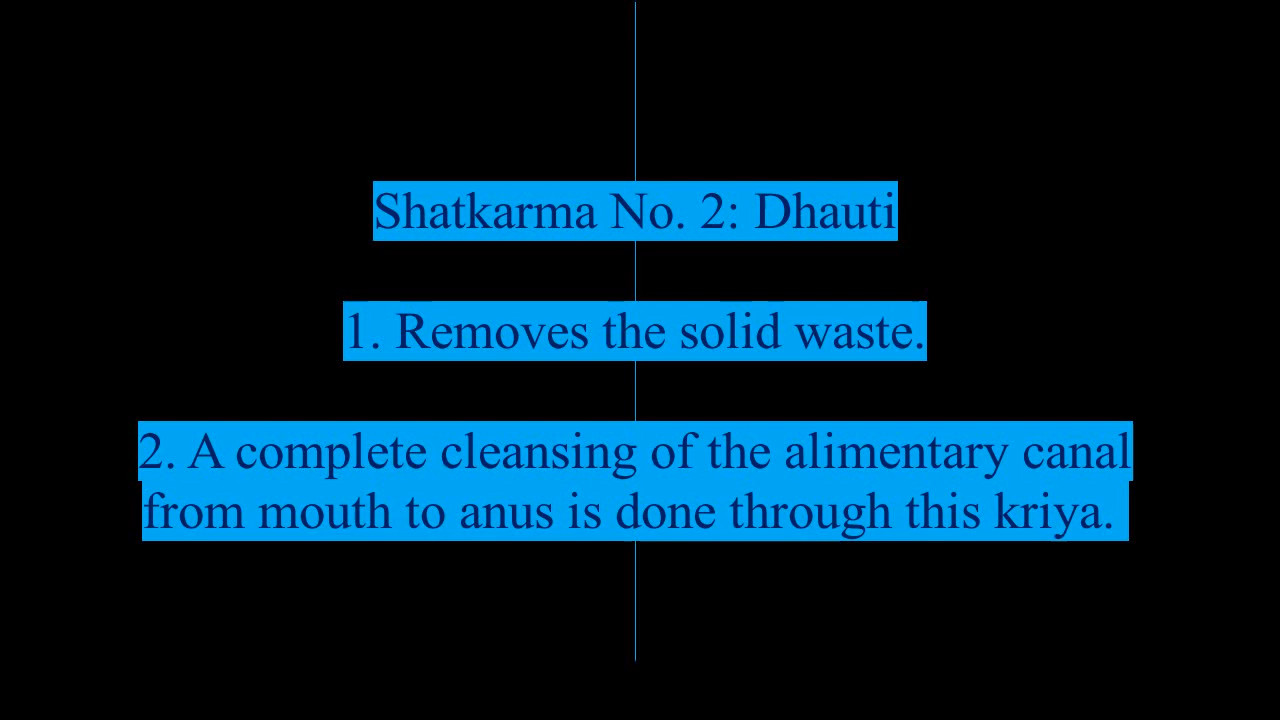 Shatkarma No. 2: Dhauti
1. Removes the solid waste.
2. A complete cleansing of the alimentary canal
from mouth to anus is done through this kriya.